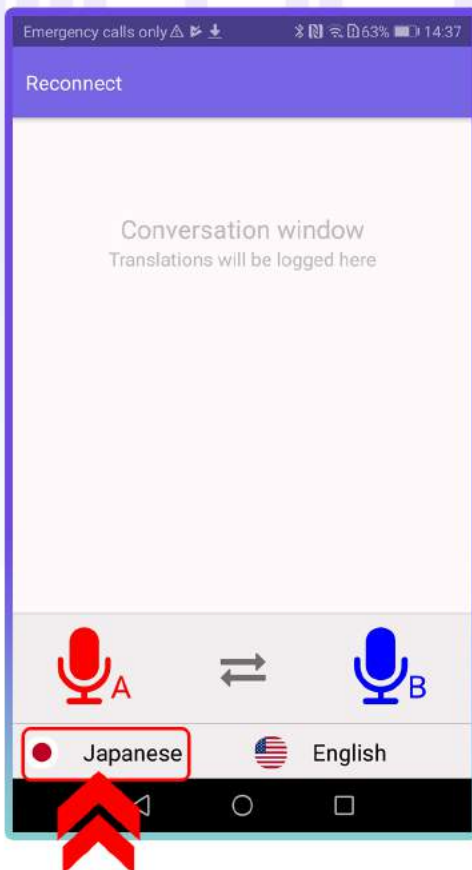 Emergency calls only 63% 14:37
Reconnect
Conversation window
Translations will be logged here
A B
Japanese English